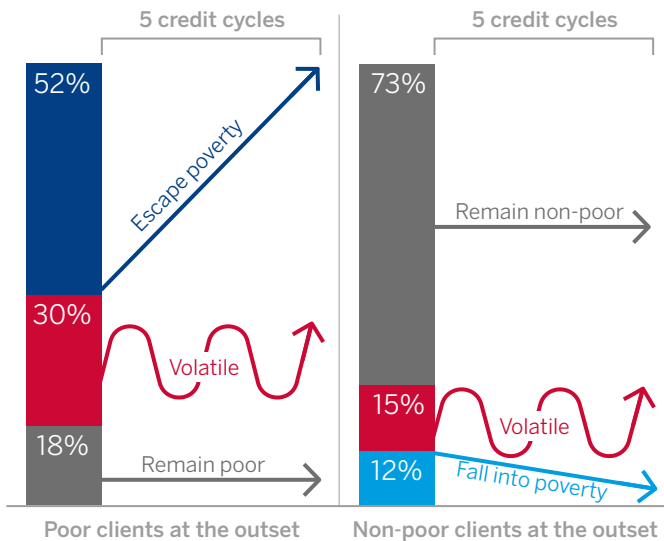 5 credit cycles
52%
Escape poverty
30%
Volatile
18%
Remain poor
Poor clients at the outset
5 credit cycles
73%
Remain non-poor
15%
Volatile
12%
Fall into poverty
Non-poor clients at the outset